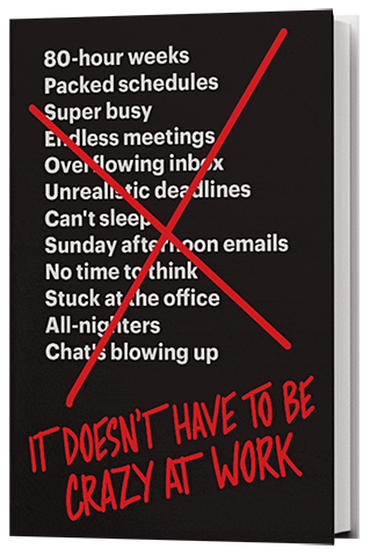 80-hour weeks
Packed schedules
Super busy
Endless meetings
Overflowing inbox
Unrealistic deadlines
Can't sleep
Sunday afternoon emails
No time to think
Stuck at the office
All-nighters
Chat's blowing up
IT DOESN'T HAVE TO BE
CRAZY AT WORK